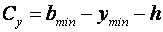 C_y = b_min − y_min − h